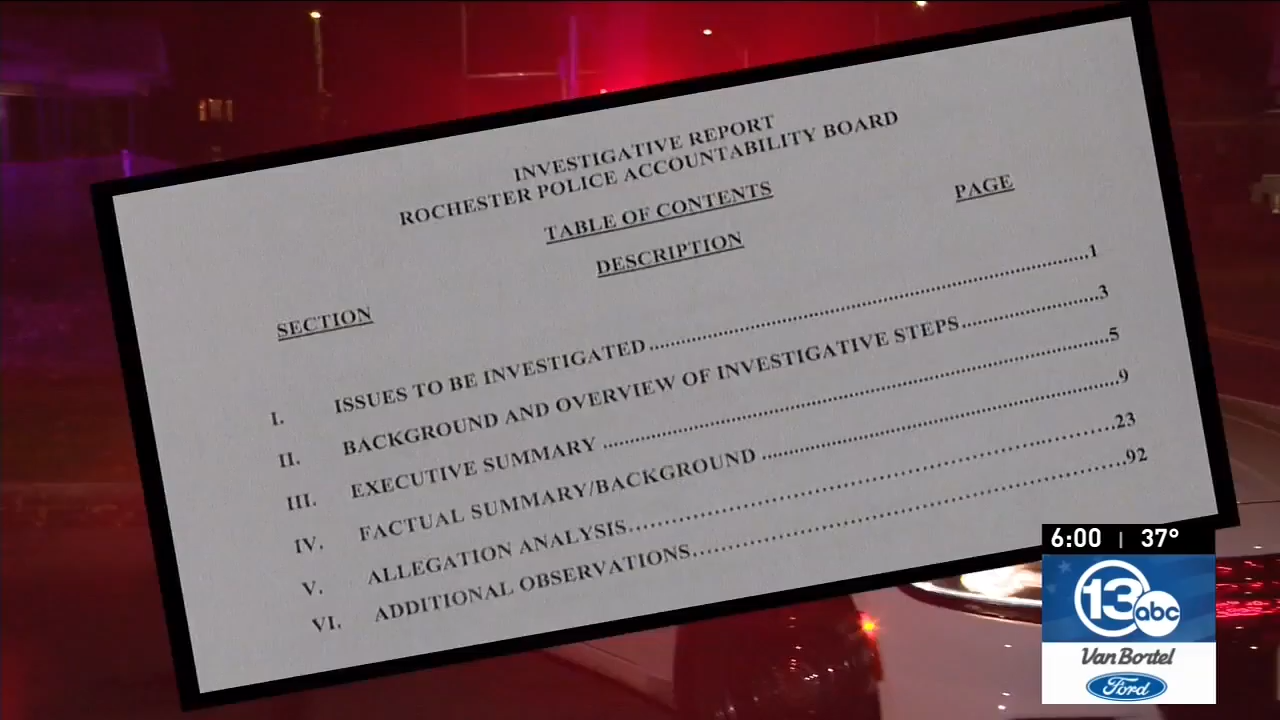 INVESTIGATIVE REPORT
ROCHESTER POLICE ACCOUNTABILITY BOARD
TABLE OF CONTENTS
SECTION DESCRIPTION PAGE
I. ISSUES TO BE INVESTIGATED..........1
II. BACKGROUND AND OVERVIEW OF INVESTIGATIVE STEPS..........3
III. EXECUTIVE SUMMARY..........5
IV. FACTUAL SUMMARY/BACKGROUND..........9
V. ALLEGATION ANALYSIS..........23
VI. ADDITIONAL OBSERVATIONS..........92
6:00 | 37°
13 abc
Van Bortel
Ford